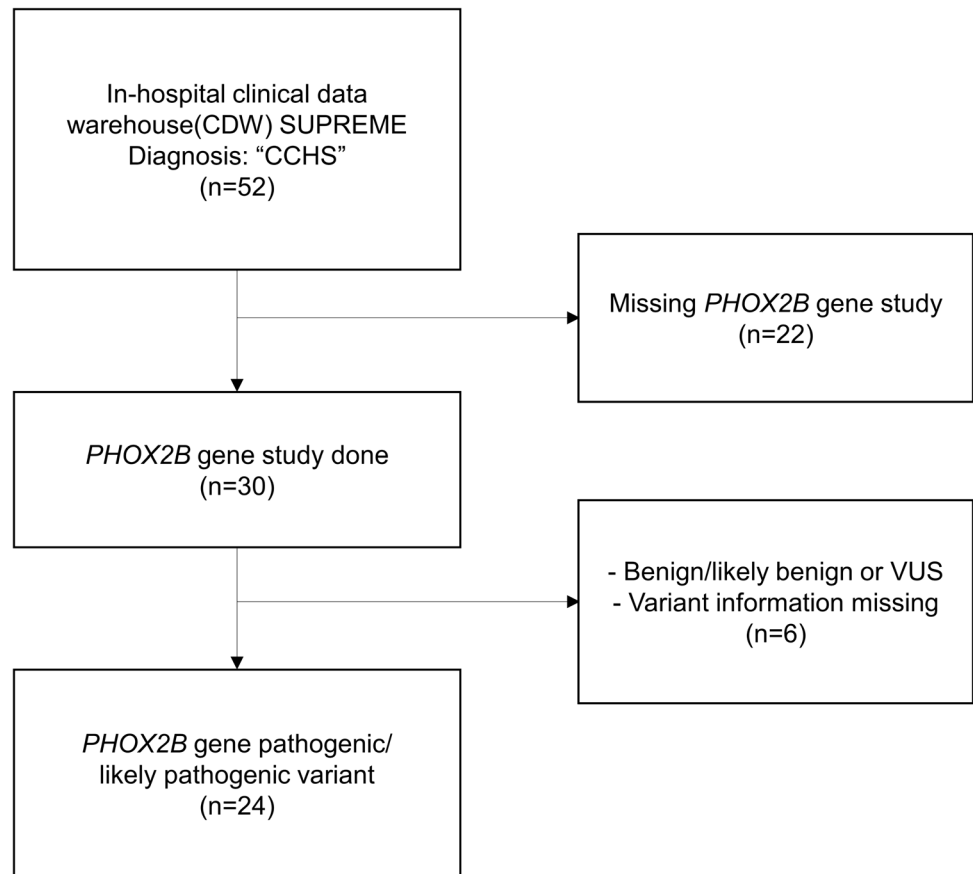 In-hospital clinical data
warehouse(CDW) SUPREME
Diagnosis: “CCHS”
(n=52)
Missing PHOX2B gene study
(n=22)
PHOX2B gene study done
(n=30)
- Benign/likely benign or VUS
- Variant information missing
(n=6)
PHOX2B gene pathogenic/
likely pathogenic variant
(n=24)